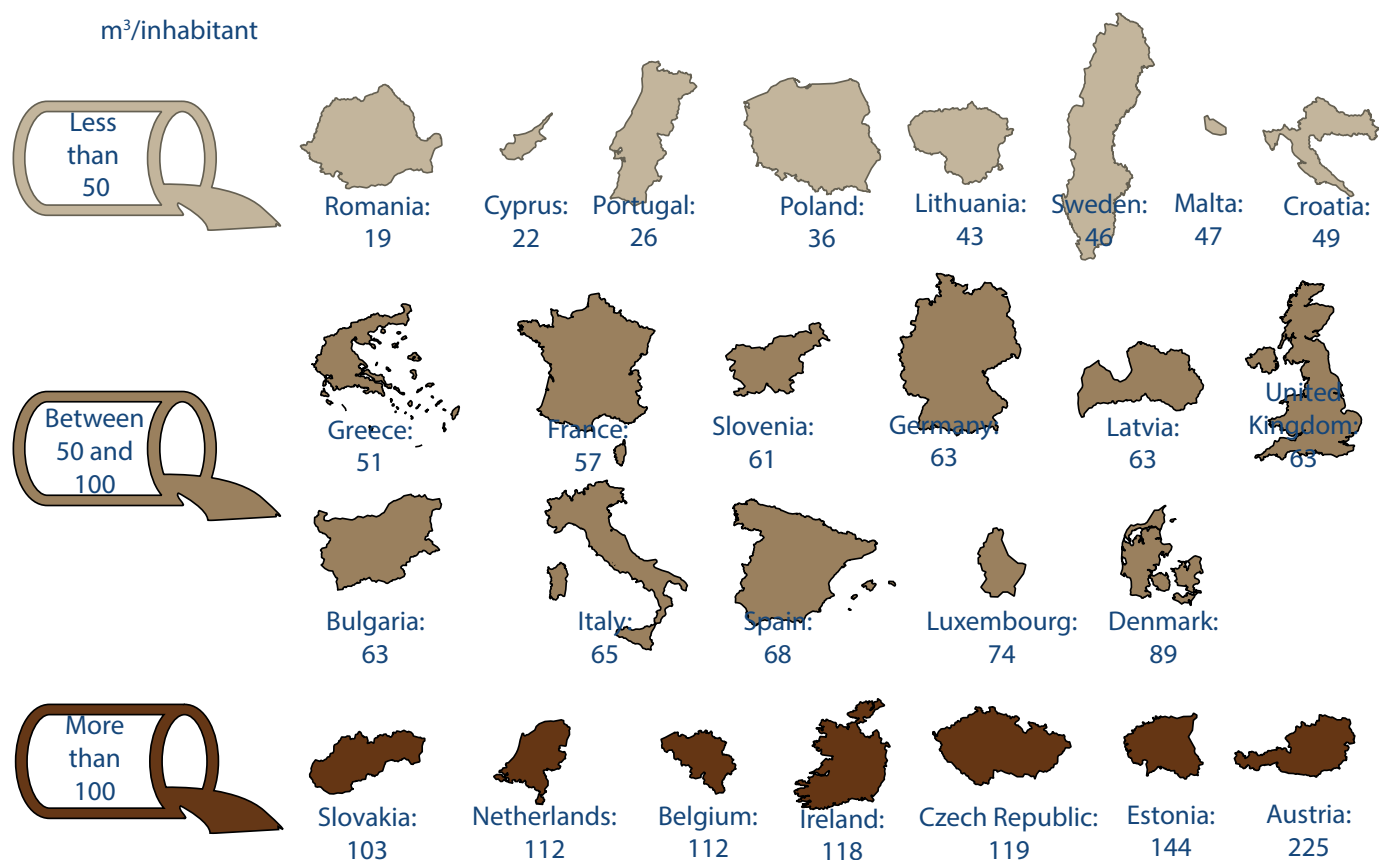 m³/inhabitant
Less
than
50
Romania:
19
Cyprus:
22
Portugal:
26
Poland:
36
Lithuania:
43
Sweden:
46
Malta:
47
Croatia:
49
Between
50 and
100
Greece:
51
France:
57
Slovenia:
61
Germany:
63
Latvia:
63
United
Kingdom:
63
Bulgaria:
63
Italy:
65
Spain:
68
Luxembourg:
74
Denmark:
89
More
than
100
Slovakia:
103
Netherlands:
112
Belgium:
112
Ireland:
118
Czech Republic:
119
Estonia:
144
Austria:
225